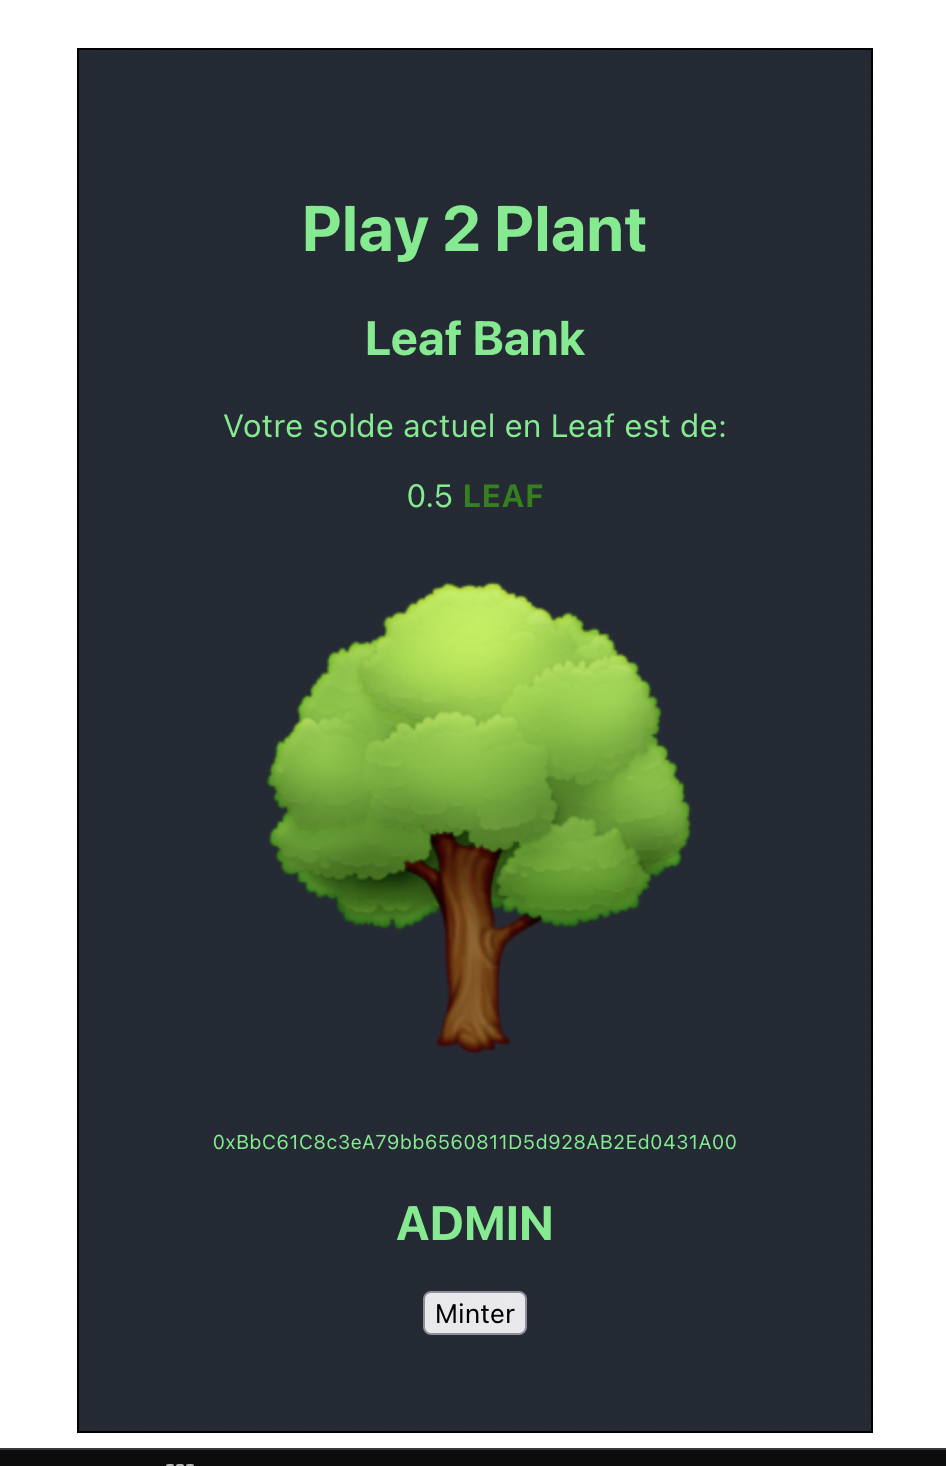 Play 2 Plant
Leaf Bank
Votre solde actuel en Leaf est de:
0.5 LEAF
0xBbC61C8c3eA79bb6560811D5d928AB2Ed0431A00
ADMIN
Minter